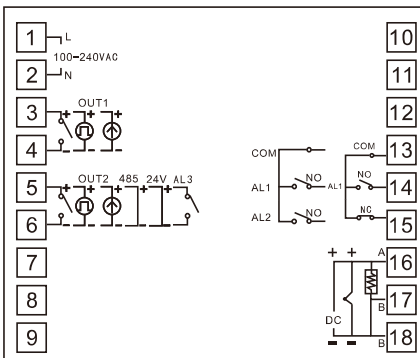 1 L 10
100-240VAC
2 N 11
3 + + + OUT1 12
COM COM 13
4 - - -
NO NO
AL1 AL1 14
5 + OUT2 + + 485 + 24V + AL3
NO NC
AL2 15
6 - - - - -
7 + + A 16
8 B 17
DC
9 - - B 18